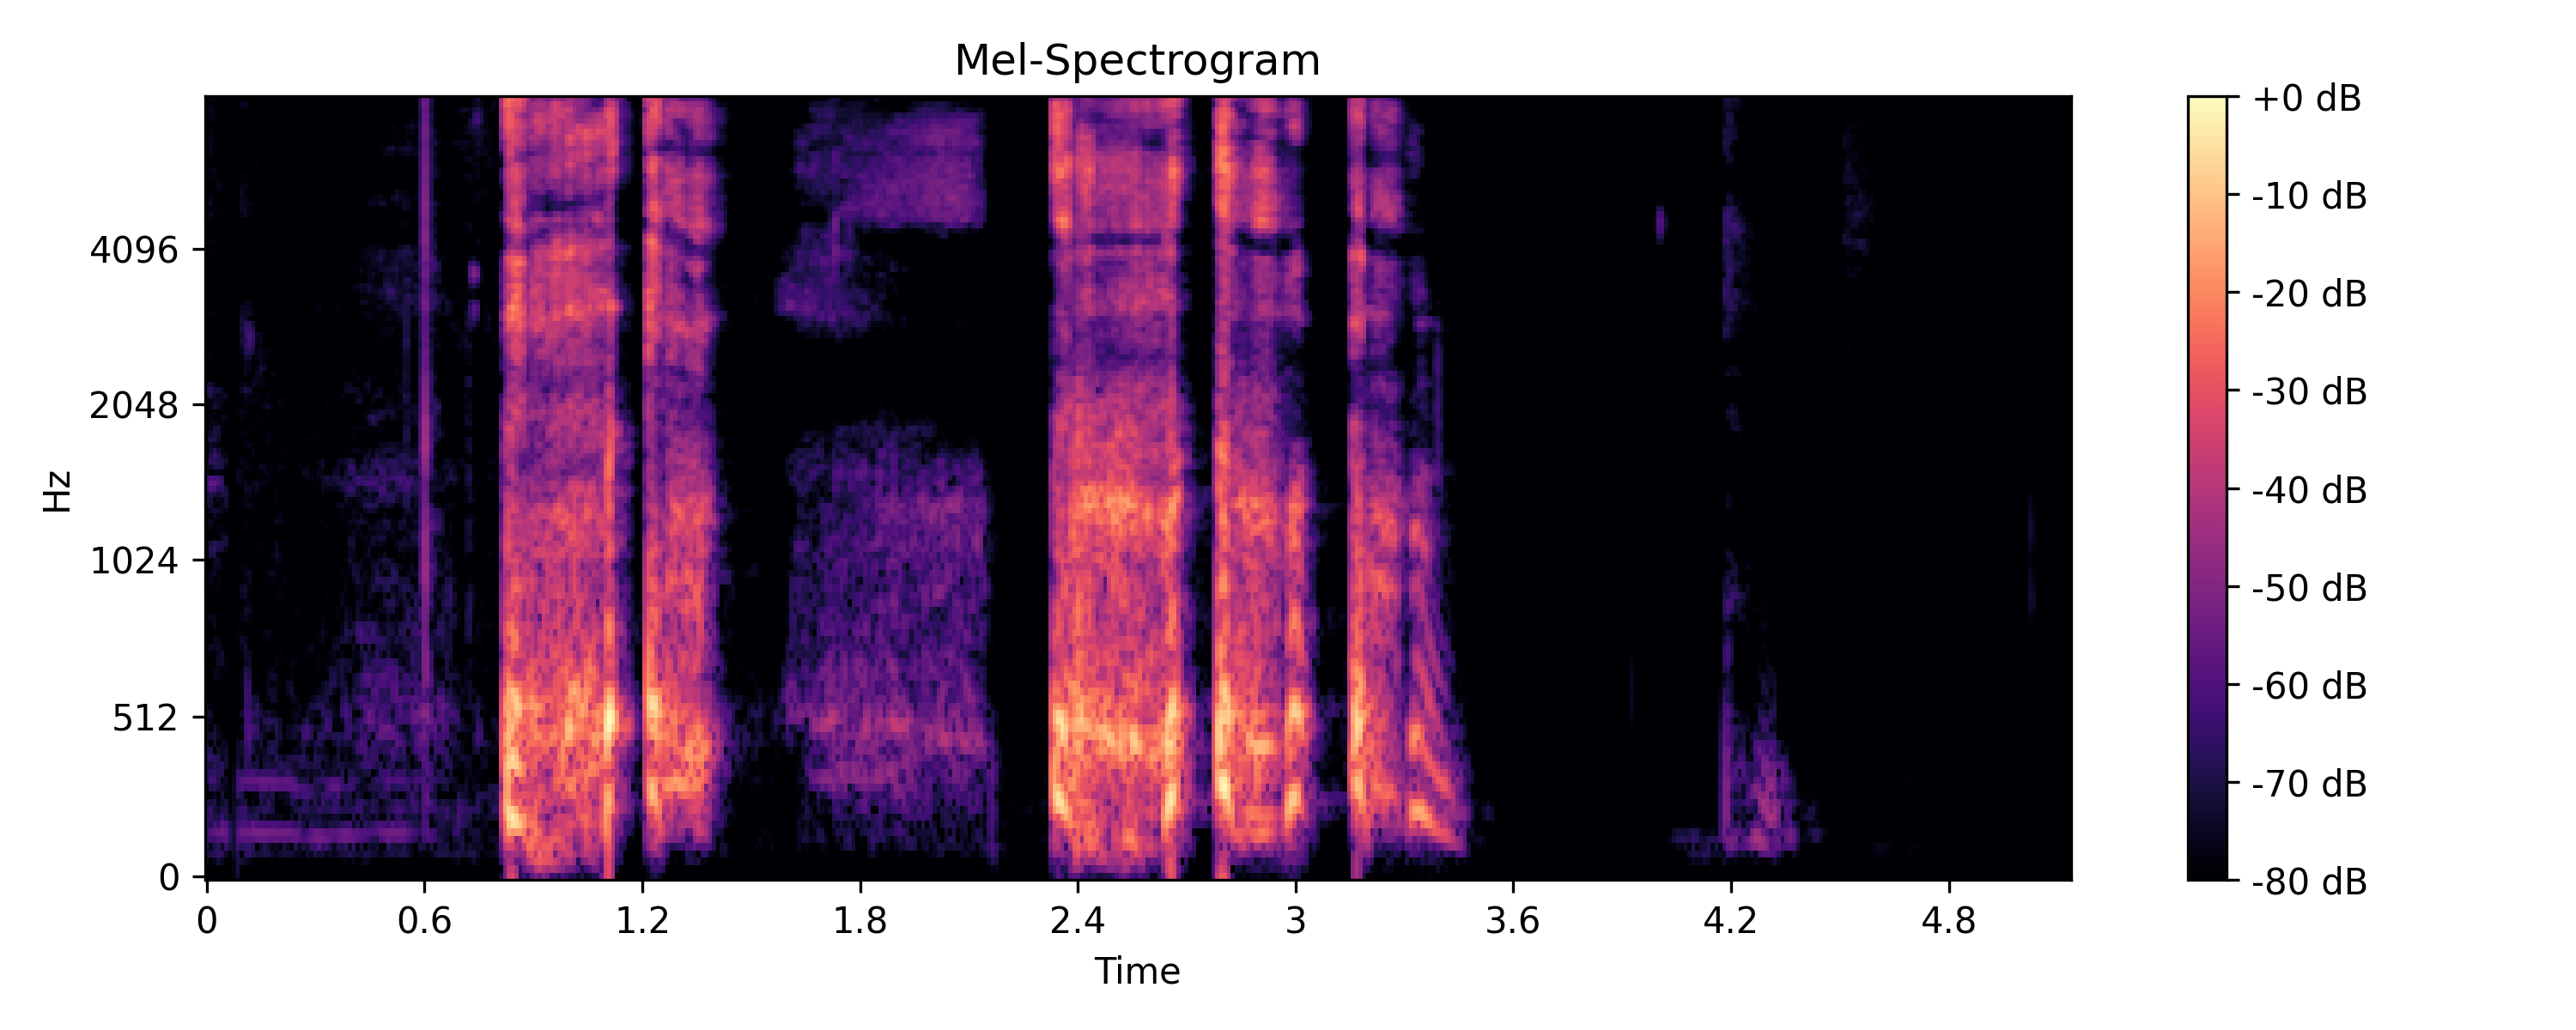 Mel-Spectrogram
+0 dB
-10 dB
-20 dB
-30 dB
-40 dB
-50 dB
-60 dB
-70 dB
-80 dB
Hz
4096
2048
1024
512
0
0 0.6 1.2 1.8 2.4 3 3.6 4.2 4.8
Time